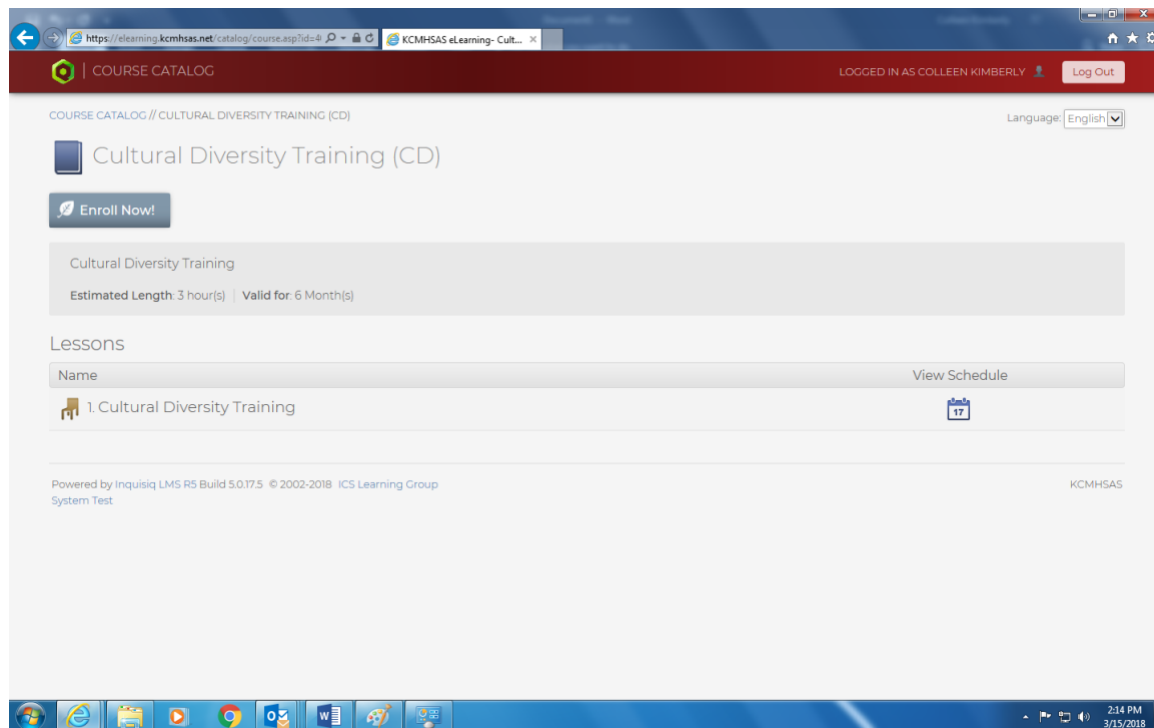 https://elearning.kcmhsas.net/catalog/course.asp?id=4
KCMHSAS eLearning- Cult...
COURSE CATALOG
LOGGED IN AS COLLEEN KIMBERLY
Log Out
COURSE CATALOG // CULTURAL DIVERSITY TRAINING (CD)
Language: English
Cultural Diversity Training (CD)
Enroll Now!
Cultural Diversity Training
Estimated Length: 3 hour(s) | Valid for: 6 Month(s)
Lessons
Name View Schedule
1. Cultural Diversity Training 17
Powered by Inquisiq LMS R5 Build 5.0.17.5 © 2002-2018 ICS Learning Group KCMHSAS
System Test
2:14 PM
3/15/2018